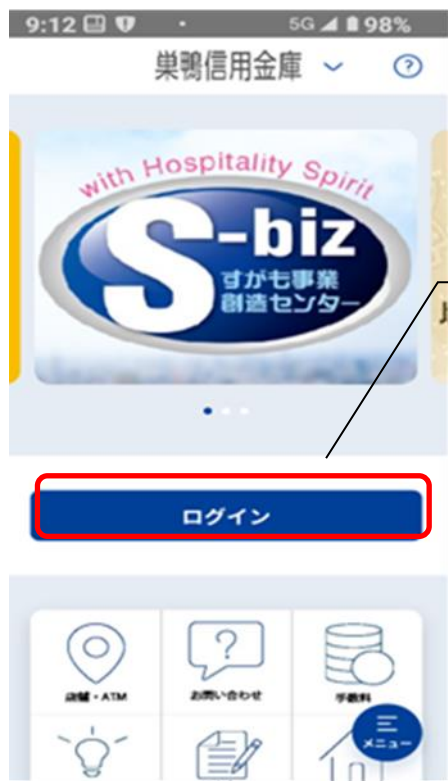 9:12
5G 98%
巣鴨信用金庫
with Hospitality Spirit
S-biz
すがも事業
創造センター
ログイン
店舗・ATM
お問い合わせ
手数料
メニュー